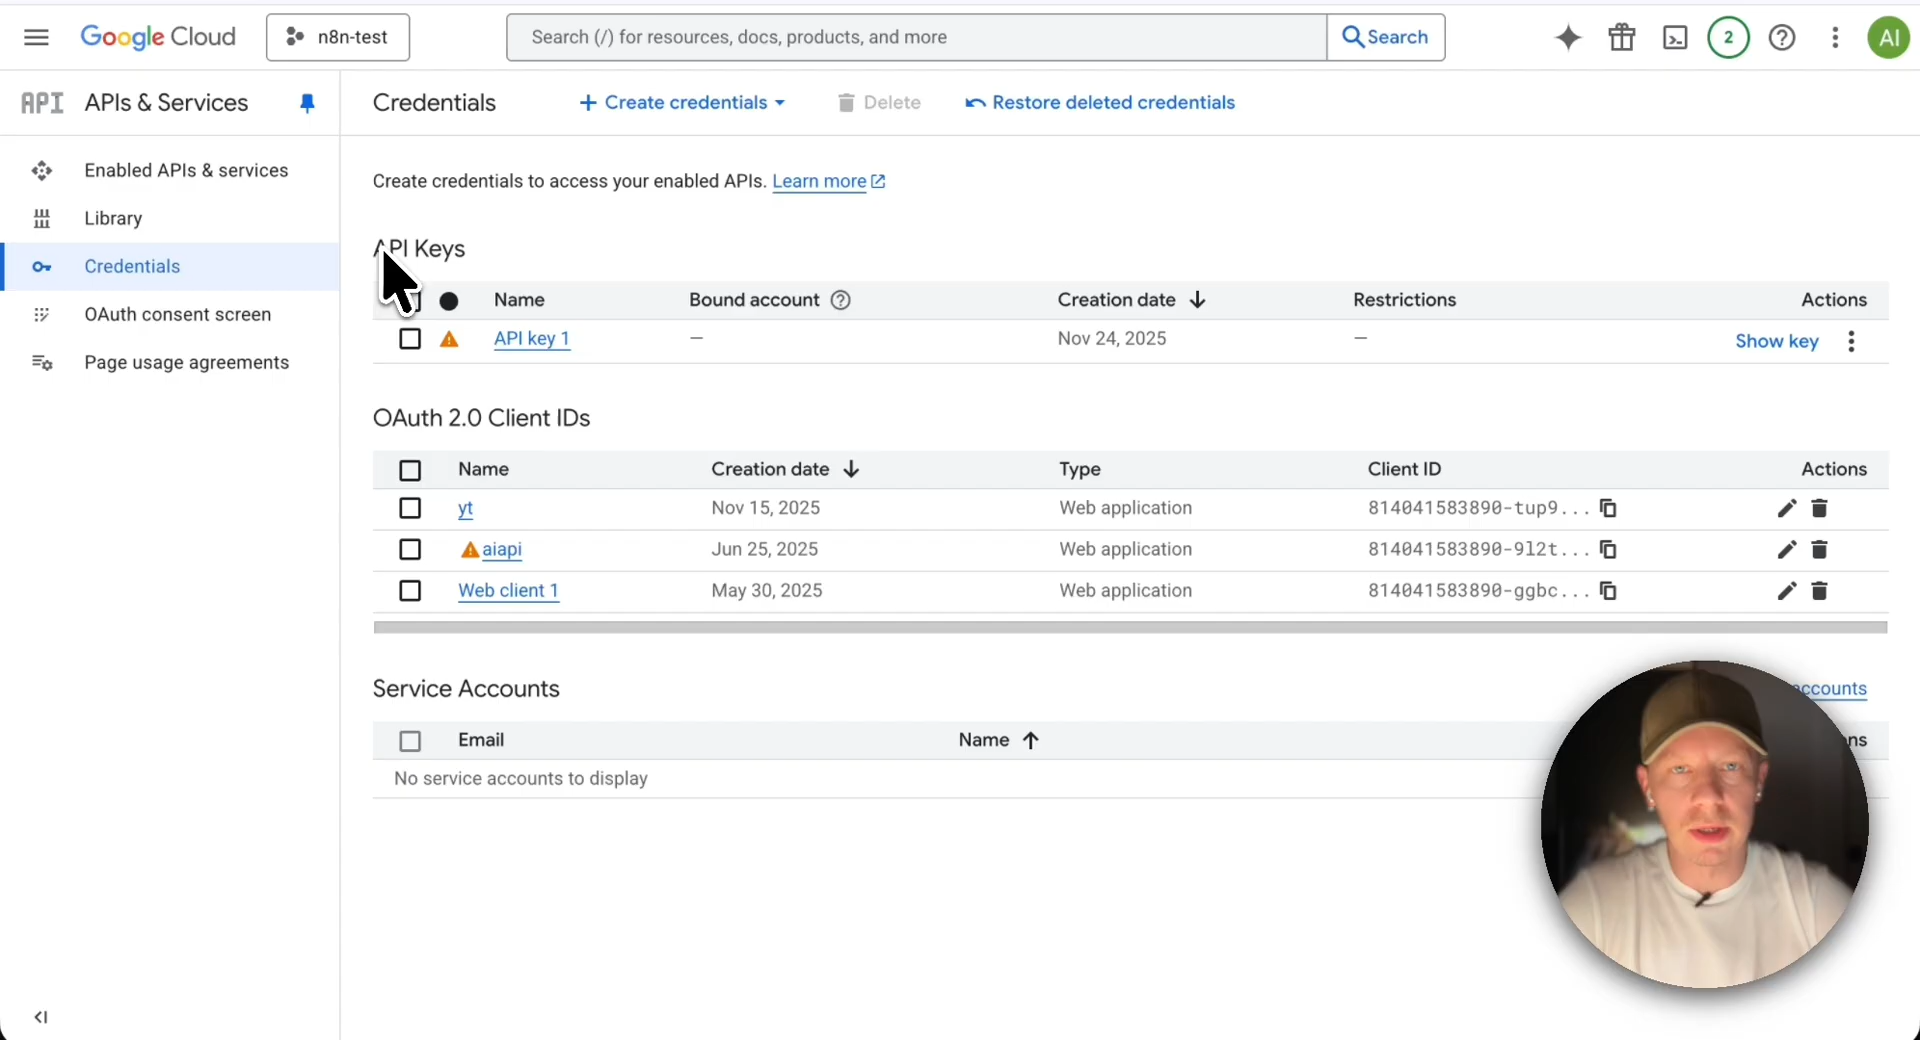 Google Cloud
n8n-test
Search (/) for resources, docs, products, and more
Search
2
AI
API
APIs & Services
Credentials
Create credentials
Delete
Restore deleted credentials
Enabled APIs & services
Library
Credentials
OAuth consent screen
Page usage agreements
Create credentials to access your enabled APIs. Learn more
API Keys
Name Bound account Creation date Restrictions Actions
API key 1 — Nov 24, 2025 — Show key
OAuth 2.0 Client IDs
Name Creation date Type Client ID Actions
yt Nov 15, 2025 Web application 814041583890-tup9...
aiapi Jun 25, 2025 Web application 814041583890-9l2t...
Web client 1 May 30, 2025 Web application 814041583890-ggbc...
Service Accounts
accounts
Email Name
No service accounts to display